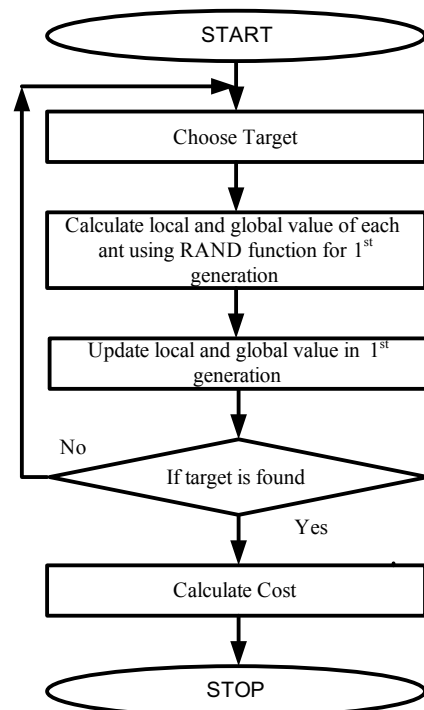 START
Choose Target
Calculate local and global value of each
ant using RAND function for 1st
generation
Update local and global value in 1st
generation
No
If target is found
Yes
Calculate Cost
STOP